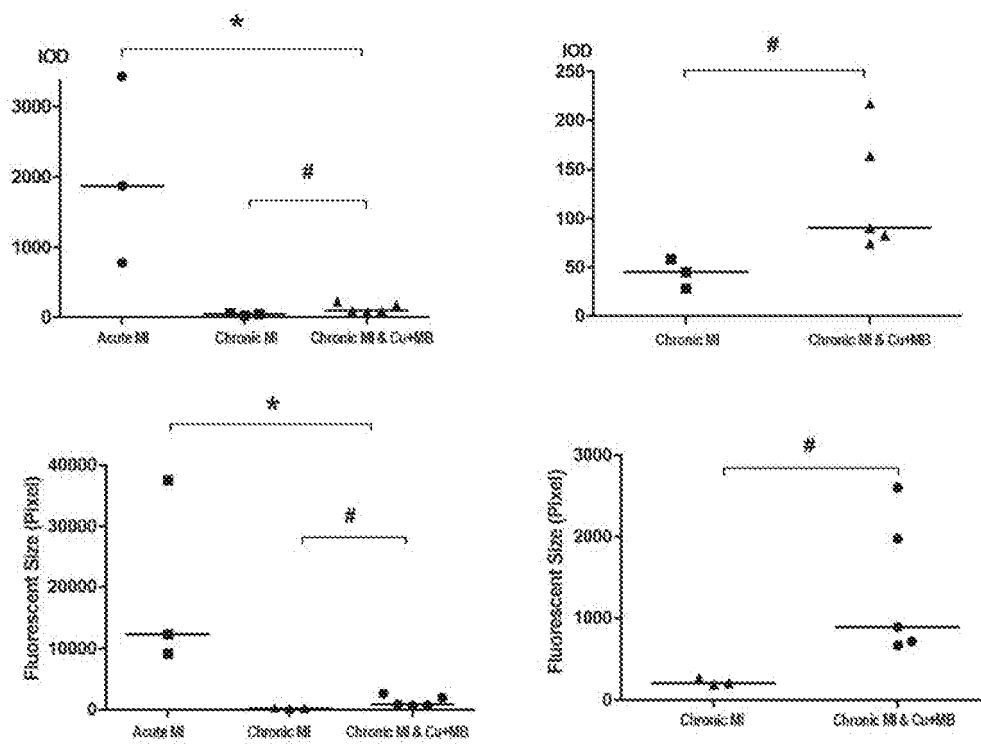 *
IOD
3000
#
2000
1000
0
Acute MI
Chronic MI
Chronic MI & Cu+MB
#
IOD
250
200
150
100
50
0
Chronic MI
Chronic MI & Cu+MB
*
40000
#
30000
20000
10000
0
Fluorescent Size (Pixel)
Acute MI
Chronic MI
Chronic MI & Cu+MB
#
3000
2000
1000
0
Fluorescent Size (Pixel)
Chronic MI
Chronic MI & Cu+MB